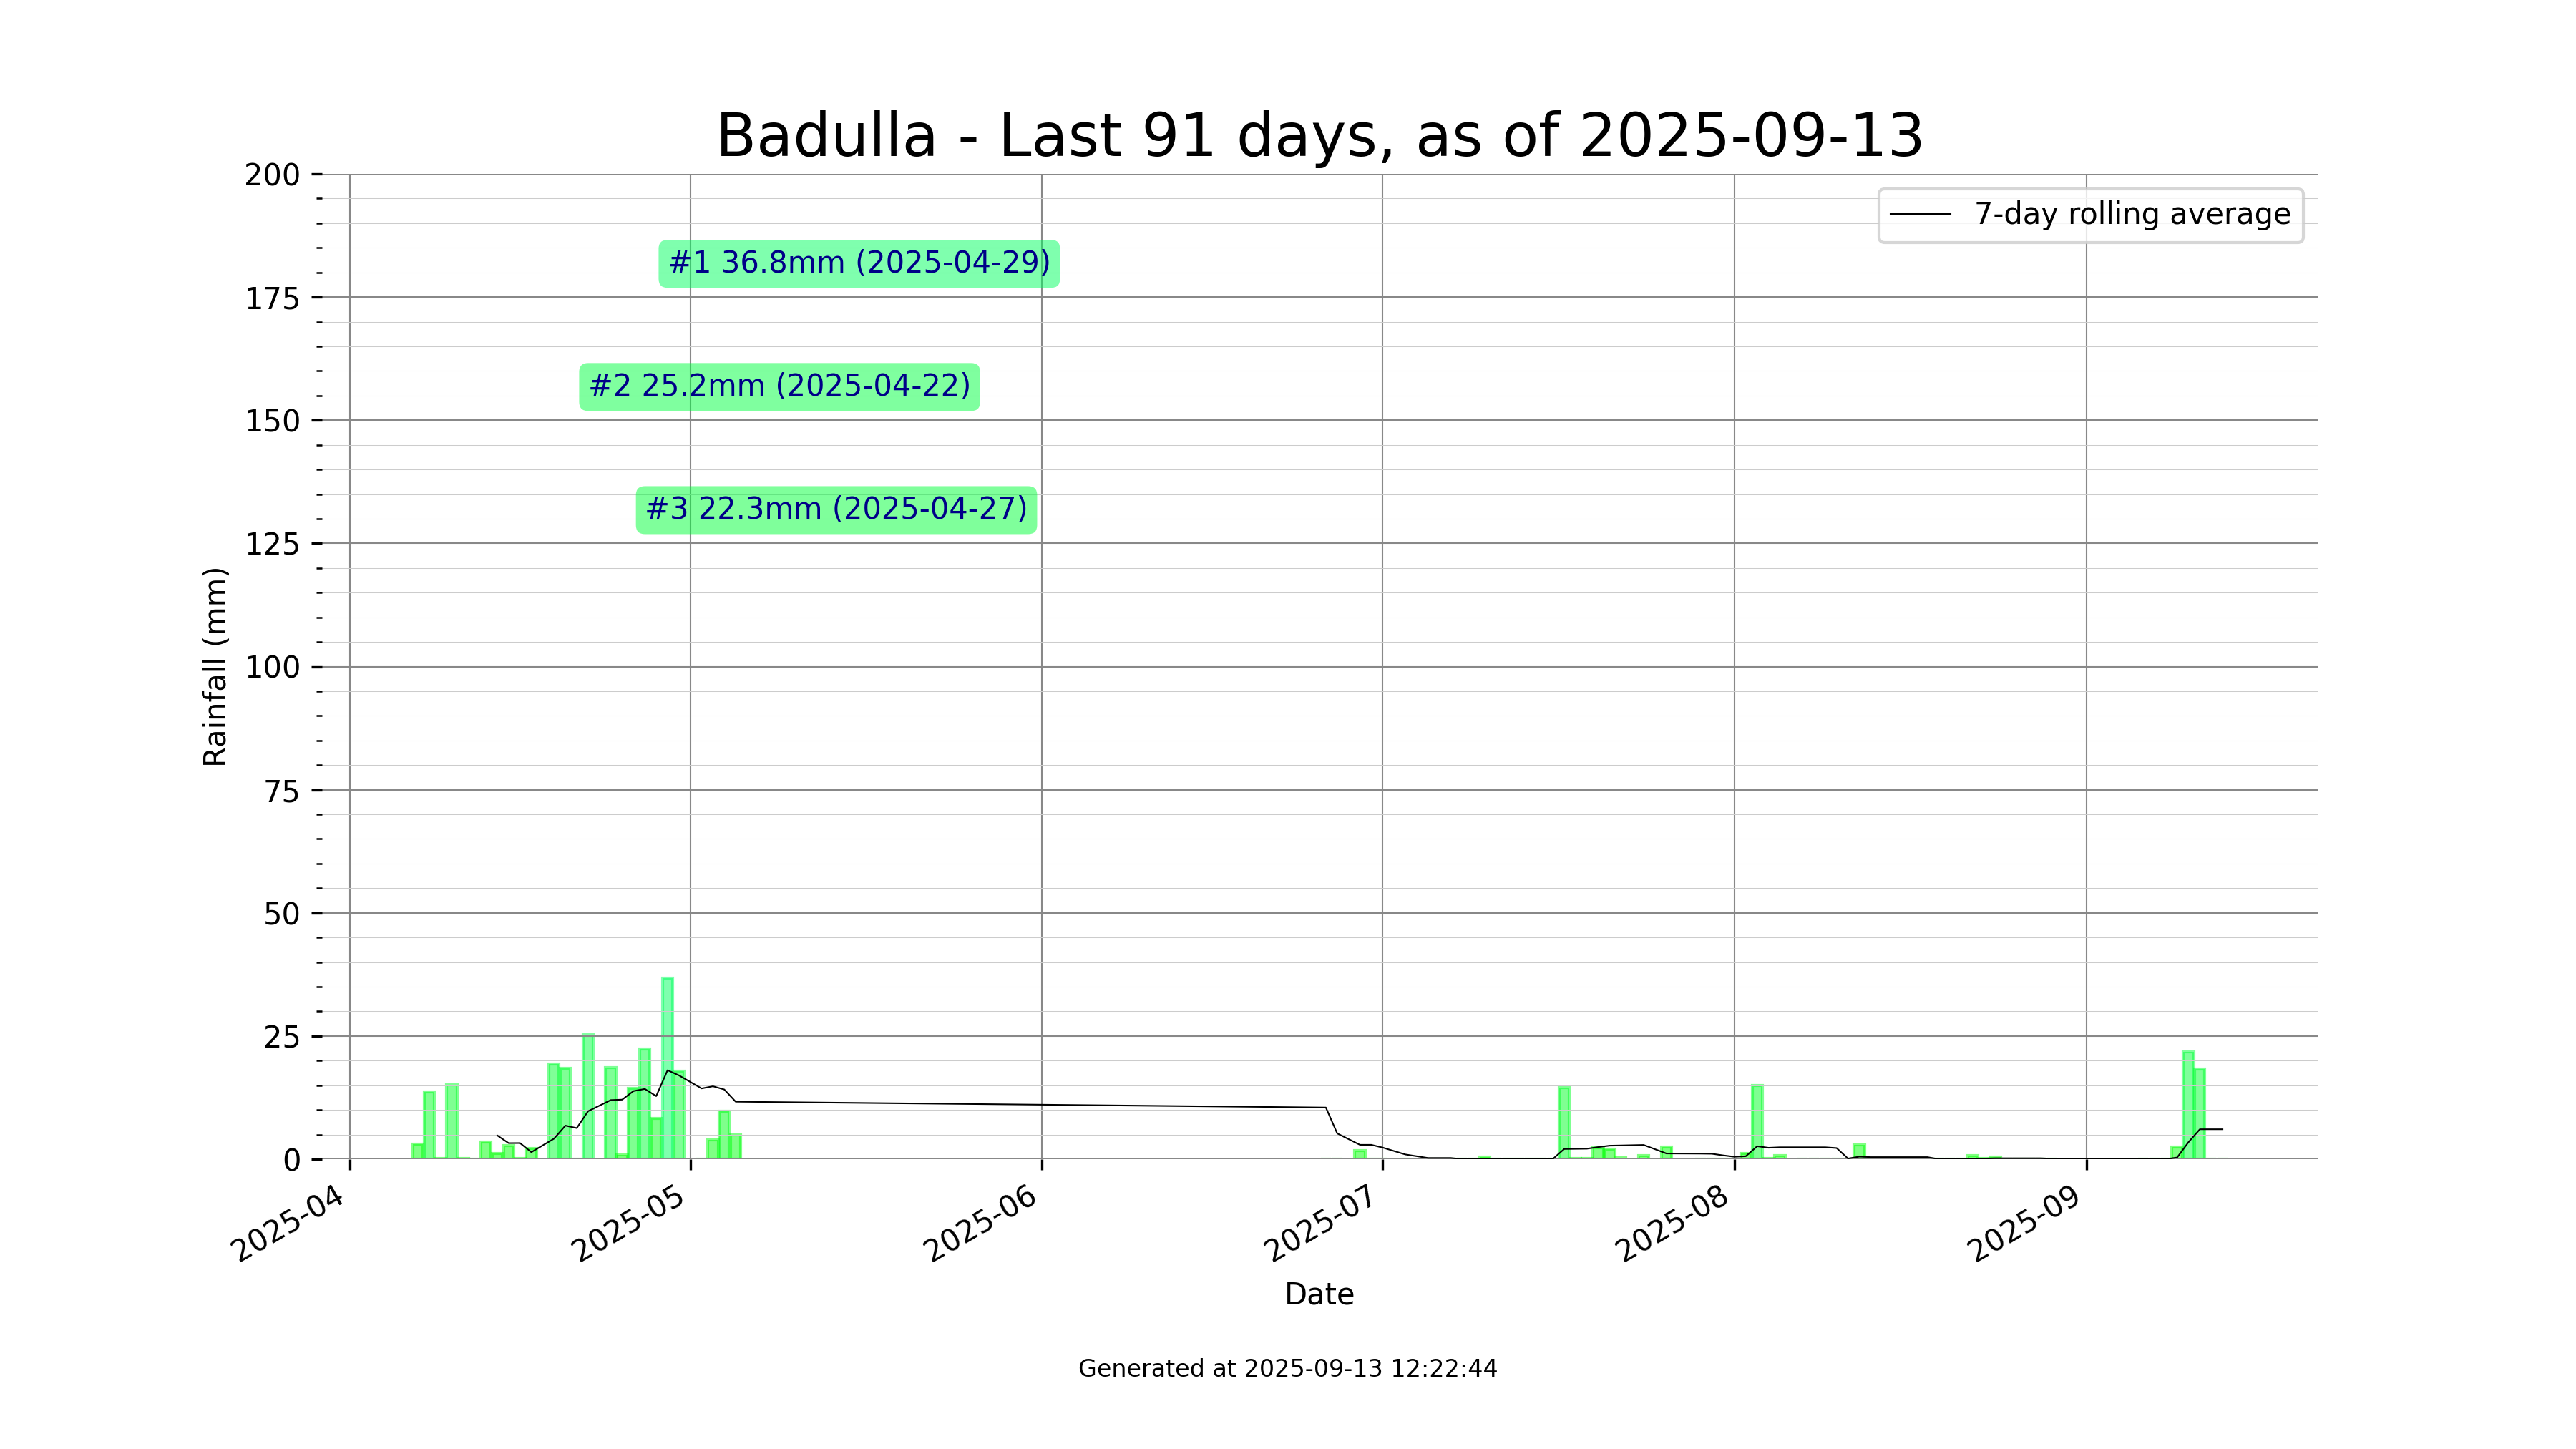 Badulla - Last 91 days, as of 2025-09-13
7-day rolling average
#1 36.8mm (2025-04-29)
#2 25.2mm (2025-04-22)
#3 22.3mm (2025-04-27)
Rainfall (mm)
200
175
150
125
100
75
50
25
0
2025-04
2025-05
2025-06
2025-07
2025-08
2025-09
Date
Generated at 2025-09-13 12:22:44